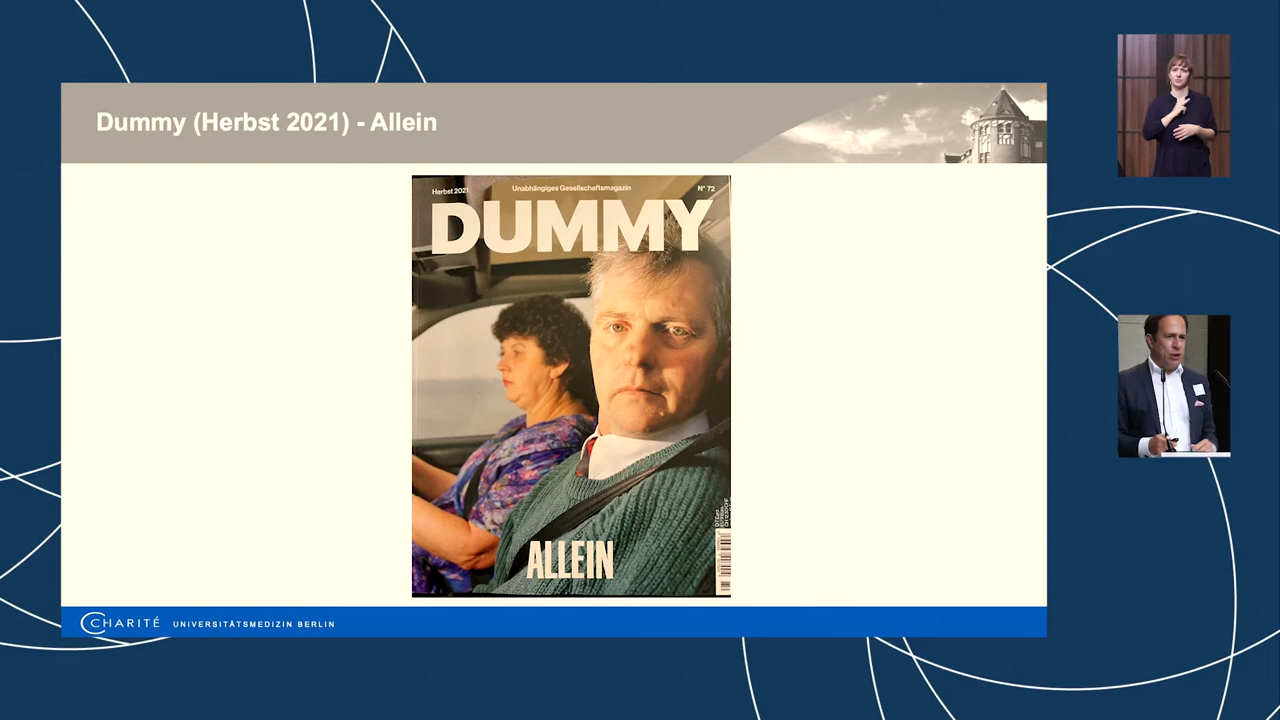 Dummy (Herbst 2021) - Allein
Herbst 2021
Unabhängiges Gesellschaftsmagazin
N° 72
DUMMY
ALLEIN
CHARITÉ UNIVERSITÄTSMEDIZIN BERLIN